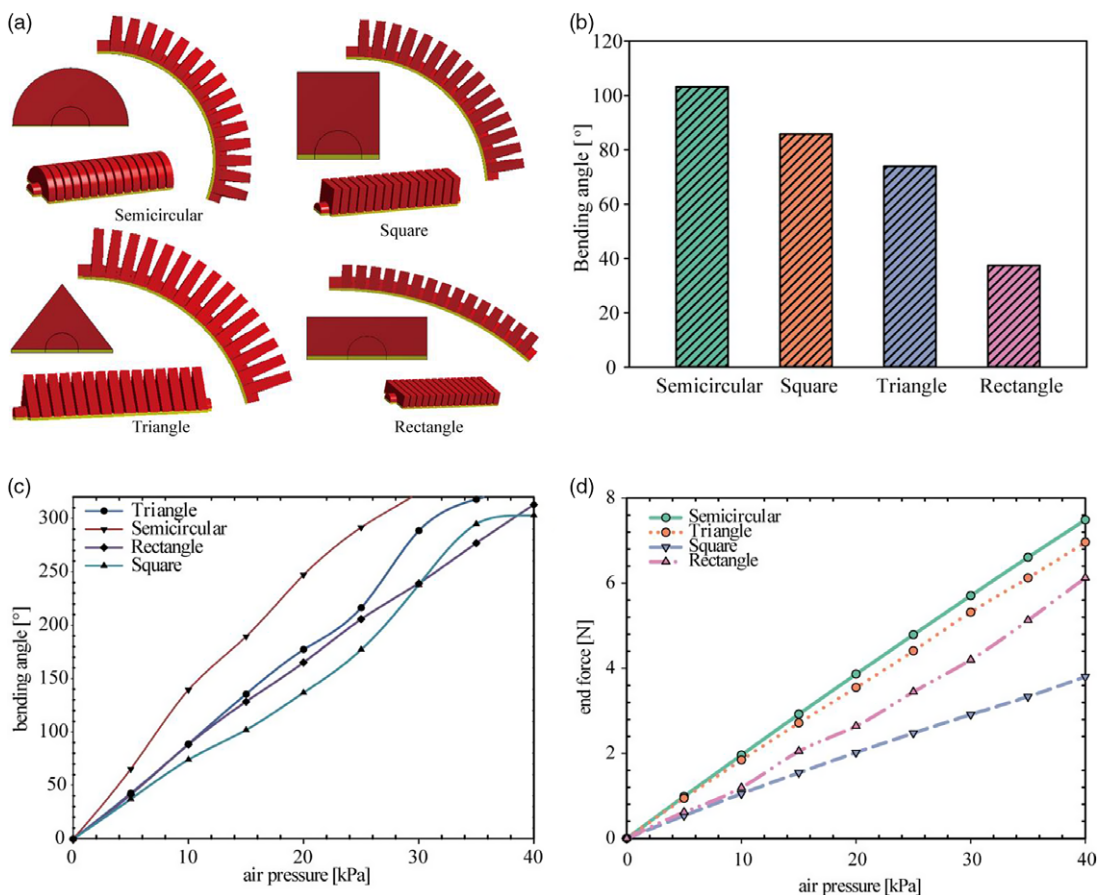 (a)
Semicircular
Square
Triangle
Rectangle
(b)
120
100
80
60
40
20
0
Bending angle [°]
Semicircular Square Triangle Rectangle
(c)
Triangle
Semicircular
Rectangle
Square
300
250
200
150
100
50
0
bending angle [°]
0 10 20 30 40
air pressure [kPa]
(d)
Semicircular
Triangle
Square
Rectangle
8
6
4
2
0
end force [N]
0 10 20 30 40
air pressure [kPa]